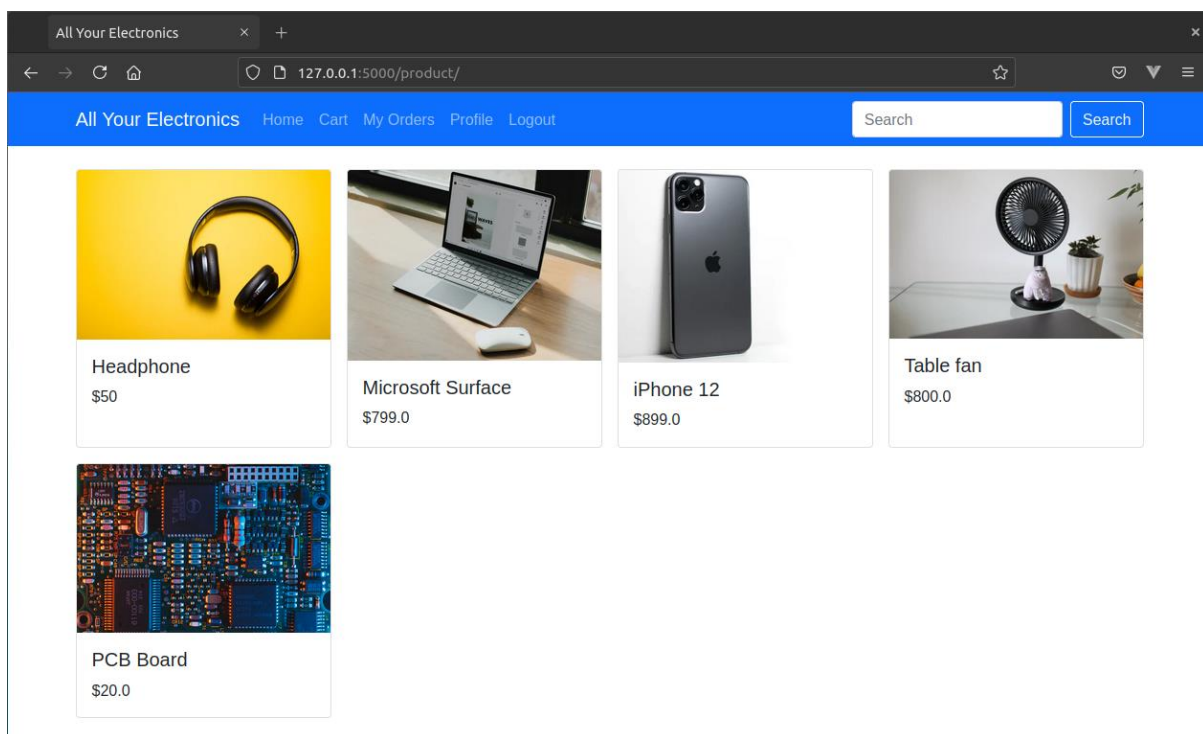 All Your Electronics
127.0.0.1:5000/product/
All Your Electronics Home Cart My Orders Profile Logout Search Search
Headphone
$50
Microsoft Surface
$799.0
iPhone 12
$899.0
Table fan
$800.0
PCB Board
$20.0